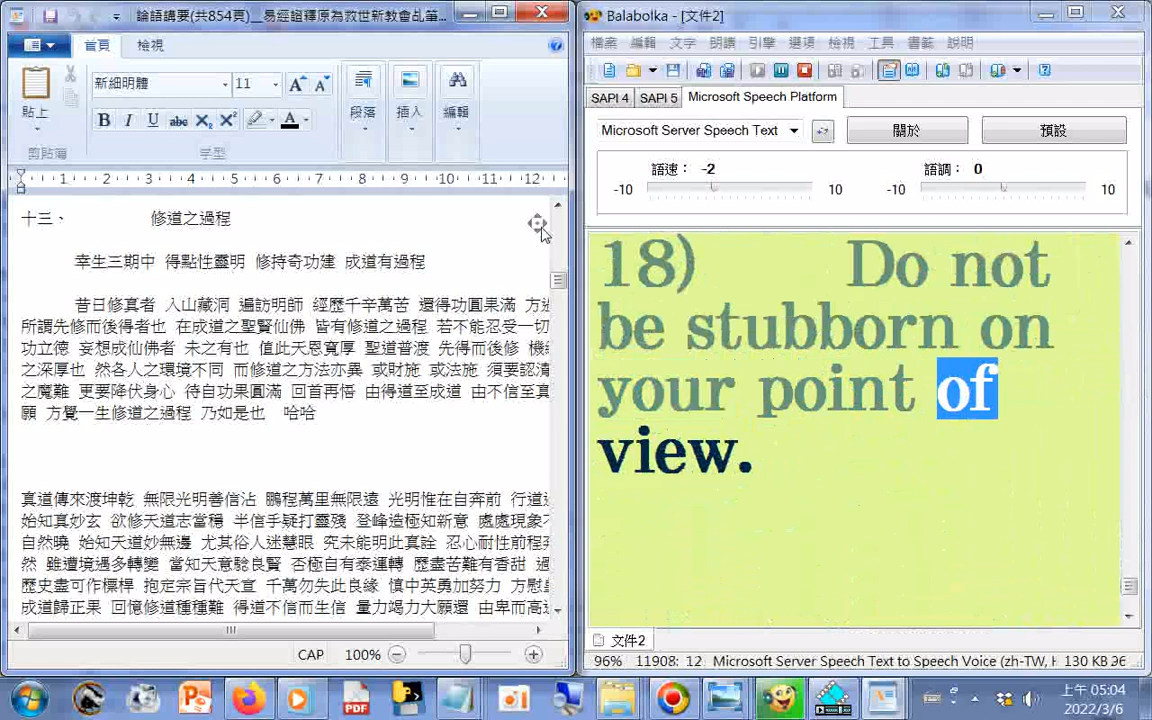 論語講要(共854頁)__易經證釋原為救世新教會乩筆...
首頁 檢視
新細明體 11
貼上
B I U abc X₂ X²
段落
插入
編輯
剪貼簿
字型
1 2 3 4 5 6 7 8 9 10 11 12
十三、 修道之過程
幸生三期中 得點性靈明 修持奇功建 成道有過程
昔日修真者 入山藏洞 遍訪明師 經歷千辛萬苦 還得功圓果滿 方
所謂先修而後得者也 在成道之聖賢仙佛 皆有修道之過程 若不能忍受一切
功立德 妄想成仙佛者 未之有也 值此天恩寬厚 聖道普渡 先得而後修 機
之深厚也 然各人之環境不同 而修道之方法亦異 或財施 或法施 須要認清
之魔難 更要降伏身心 待自功果圓滿 回首再悟 由得道至成道 由不信至真
願 方覺一生修道之過程 乃如是也 哈哈
真道傳來渡坤乾 無限光明善信沾 鵬程萬里無限遠 光明惟在自奔前 行道
始知真妙玄 欲修天道志當穩 半信乎疑打靈殘 登峰造極知新意 處處現象
自然曉 始知天道妙無邊 尤其俗人迷慧眼 究未能明此真詮 忍心耐性前程
然 雖遭境遇多轉變 當知天意驗良賢 否極自有泰運轉 歷盡苦難有香甜
歷史盡可作標桿 抱定宗旨代天宣 千萬勿失此良緣 慎中英勇加努力 方慰
成道歸正果 回憶修道種種難 得道不信而生信 量力竭力大願還 由卑而高
CAP 100%
Balabolka - [文件2]
檔案 編輯 文字 朗讀 引擎 選項 檢視 工具 書籤 說明
SAPI 4 SAPI 5 Microsoft Speech Platform
Microsoft Server Speech Text 關於 預設
語速： -2 語調： 0
-10 10 -10 10
18) Do not
be stubborn on
your point of
view.
文件2
96% 11908: 12 Microsoft Server Speech Text to Speech Voice (zh-TW, H 130 KB
上午 05:04
2022/3/6